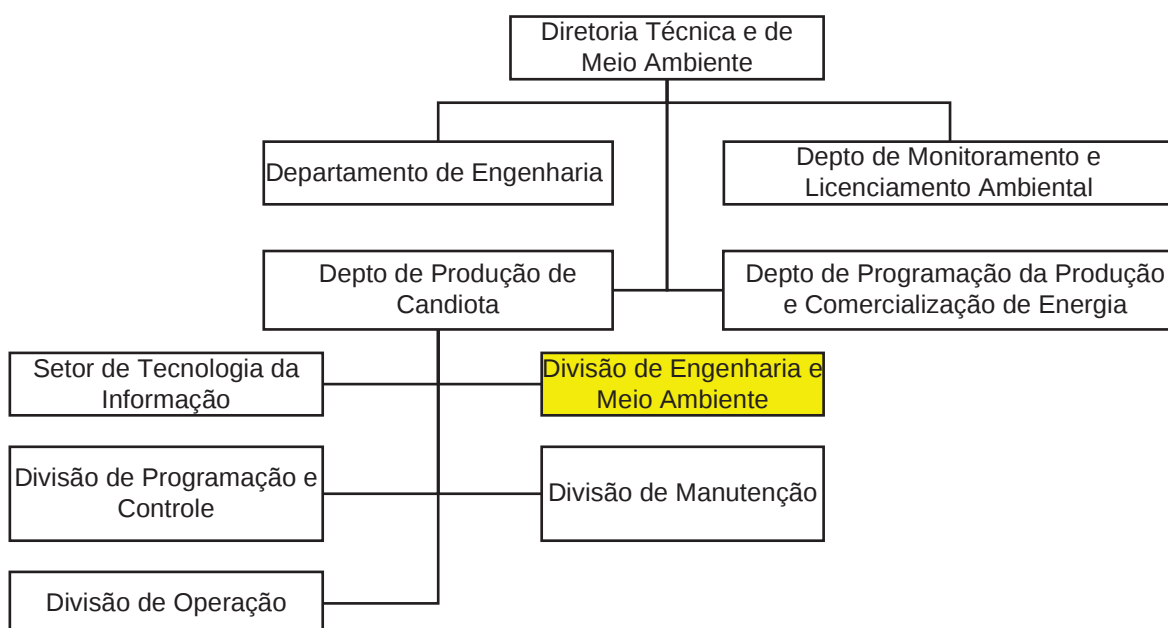 Diretoria Técnica e de
Meio Ambiente
Departamento de Engenharia
Depto de Monitoramento e
Licenciamento Ambiental
Depto de Produção de
Candiota
Depto de Programação da Produção
e Comercialização de Energia
Setor de Tecnologia da
Informação
Divisão de Engenharia e
Meio Ambiente
Divisão de Programação e
Controle
Divisão de Manutenção
Divisão de Operação